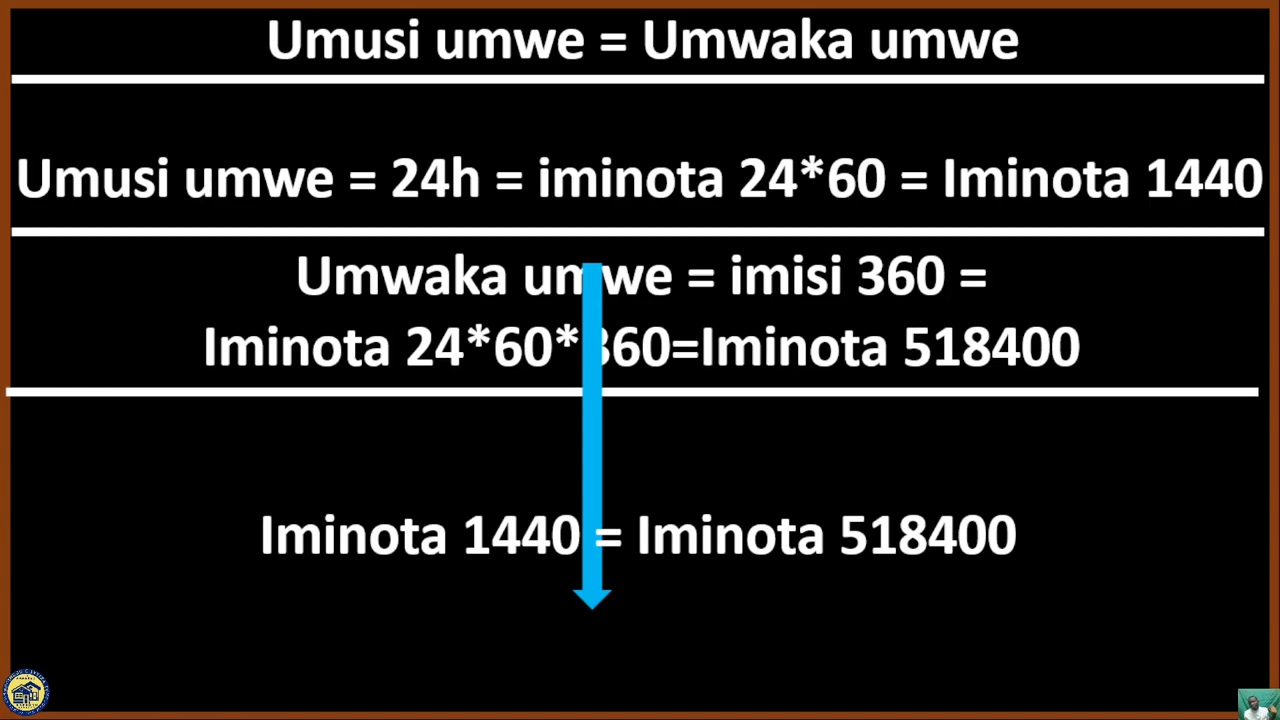 Umusi umwe = Umwaka umwe
Umusi umwe = 24h = iminota 24*60 = Iminota 1440
Umwaka umwe = imisi 360 =
Iminota 24*60*360=Iminota 518400
Iminota 1440 = Iminota 518400